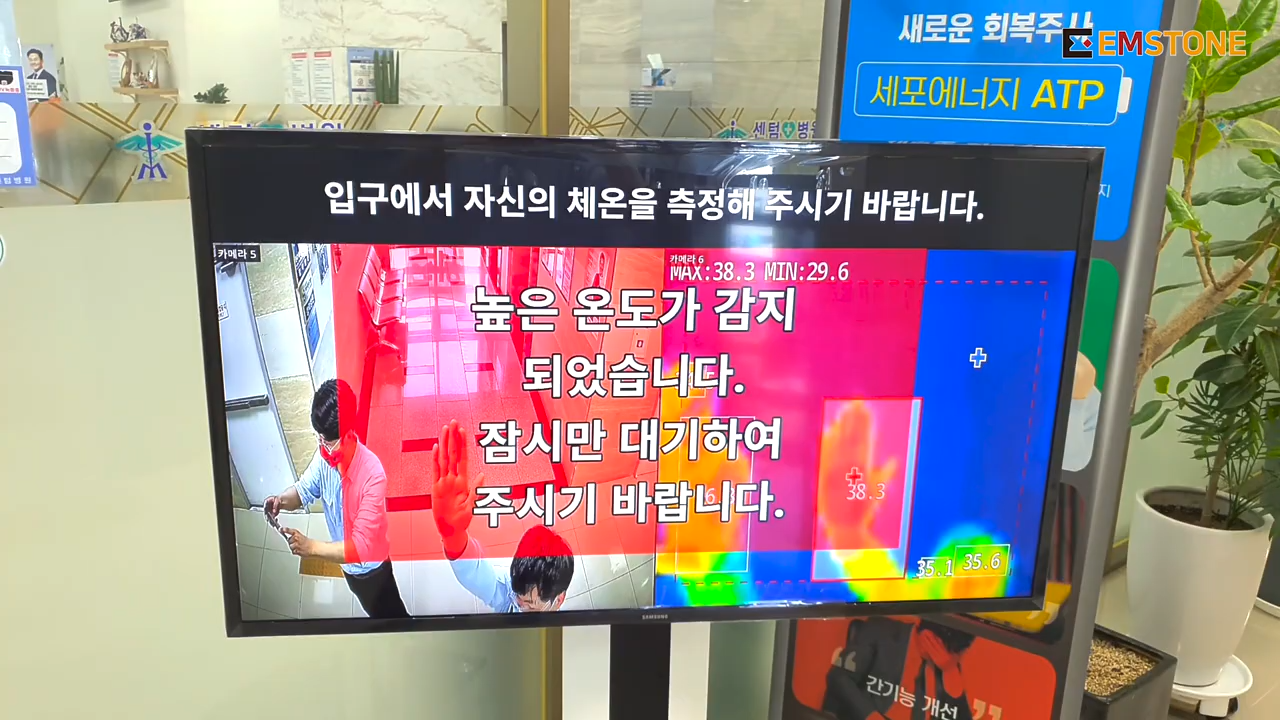 새로운 회복주사
EMSTONE
세포에너지 ATP
센텀병원
입구에서 자신의 체온을 측정해 주시기 바랍니다.
카메라 5
카메라 6
MAX:38.3 MIN:29.6
높은 온도가 감지
되었습니다.
잠시만 대기하여
주시기 바랍니다.
38.3
35.1
35.6
SAMSUNG
간기능 개선